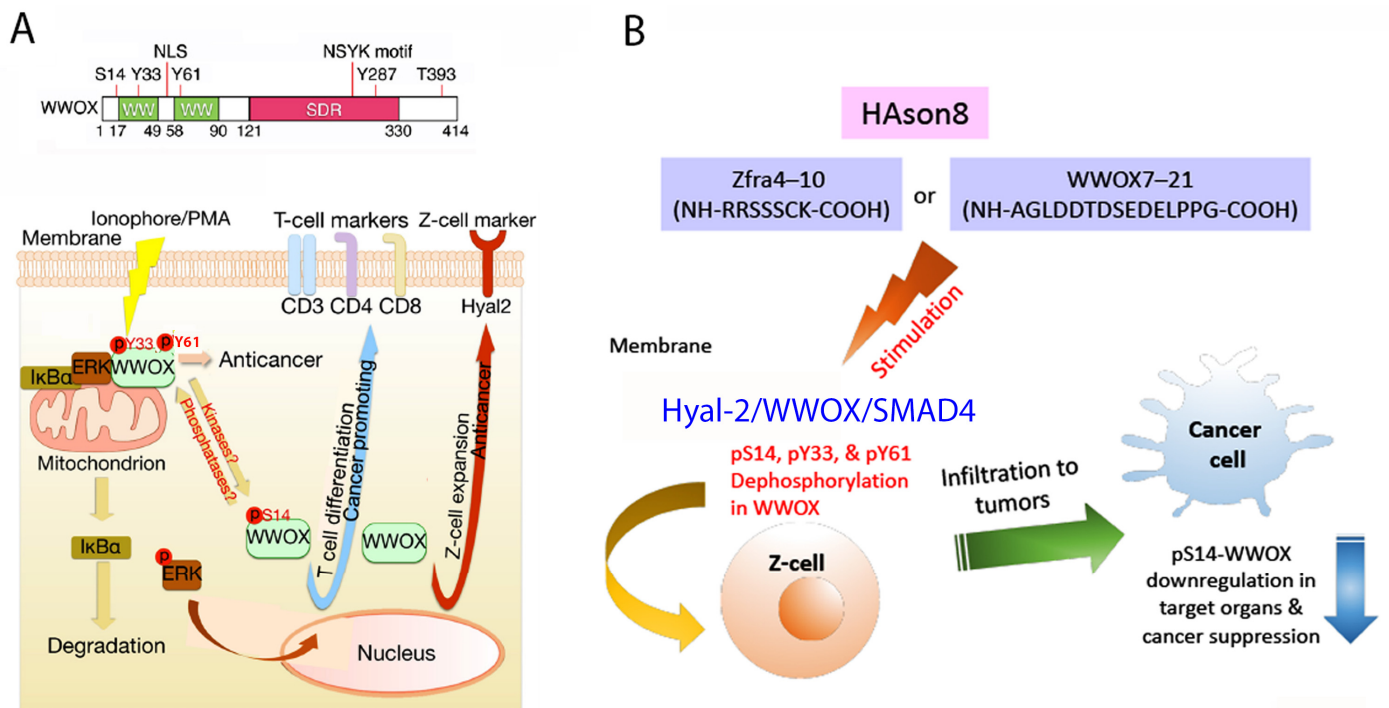 A
NLS
NSYK motif
S14 Y33 Y61 Y287 T393
WWOX WW WW SDR
1 17 49 58 90 121 330 414
Ionophore/PMA
T-cell markers
Z-cell marker
Membrane
CD3 CD4 CD8 Hyal2
p Y33 p Y61
IκBα ERK WWOX
Anticancer
Kinases?
Phosphatases?
Mitochondrion
p S14
WWOX
WWOX
T cell differentiation
Cancer promoting
Z-cell expansion
Anticancer
IκBα
p
ERK
Degradation
Nucleus
B
HAson8
Zfra4–10
(NH-RRSSSCK-COOH)
or
WWOX7–21
(NH-AGLDDTDSEDELPPG-COOH)
Stimulation
Membrane
Hyal-2/WWOX/SMAD4
pS14, pY33, & pY61
Dephosphorylation
in WWOX
Z-cell
Infiltration to
tumors
Cancer
cell
pS14-WWOX
downregulation in
target organs &
cancer suppression